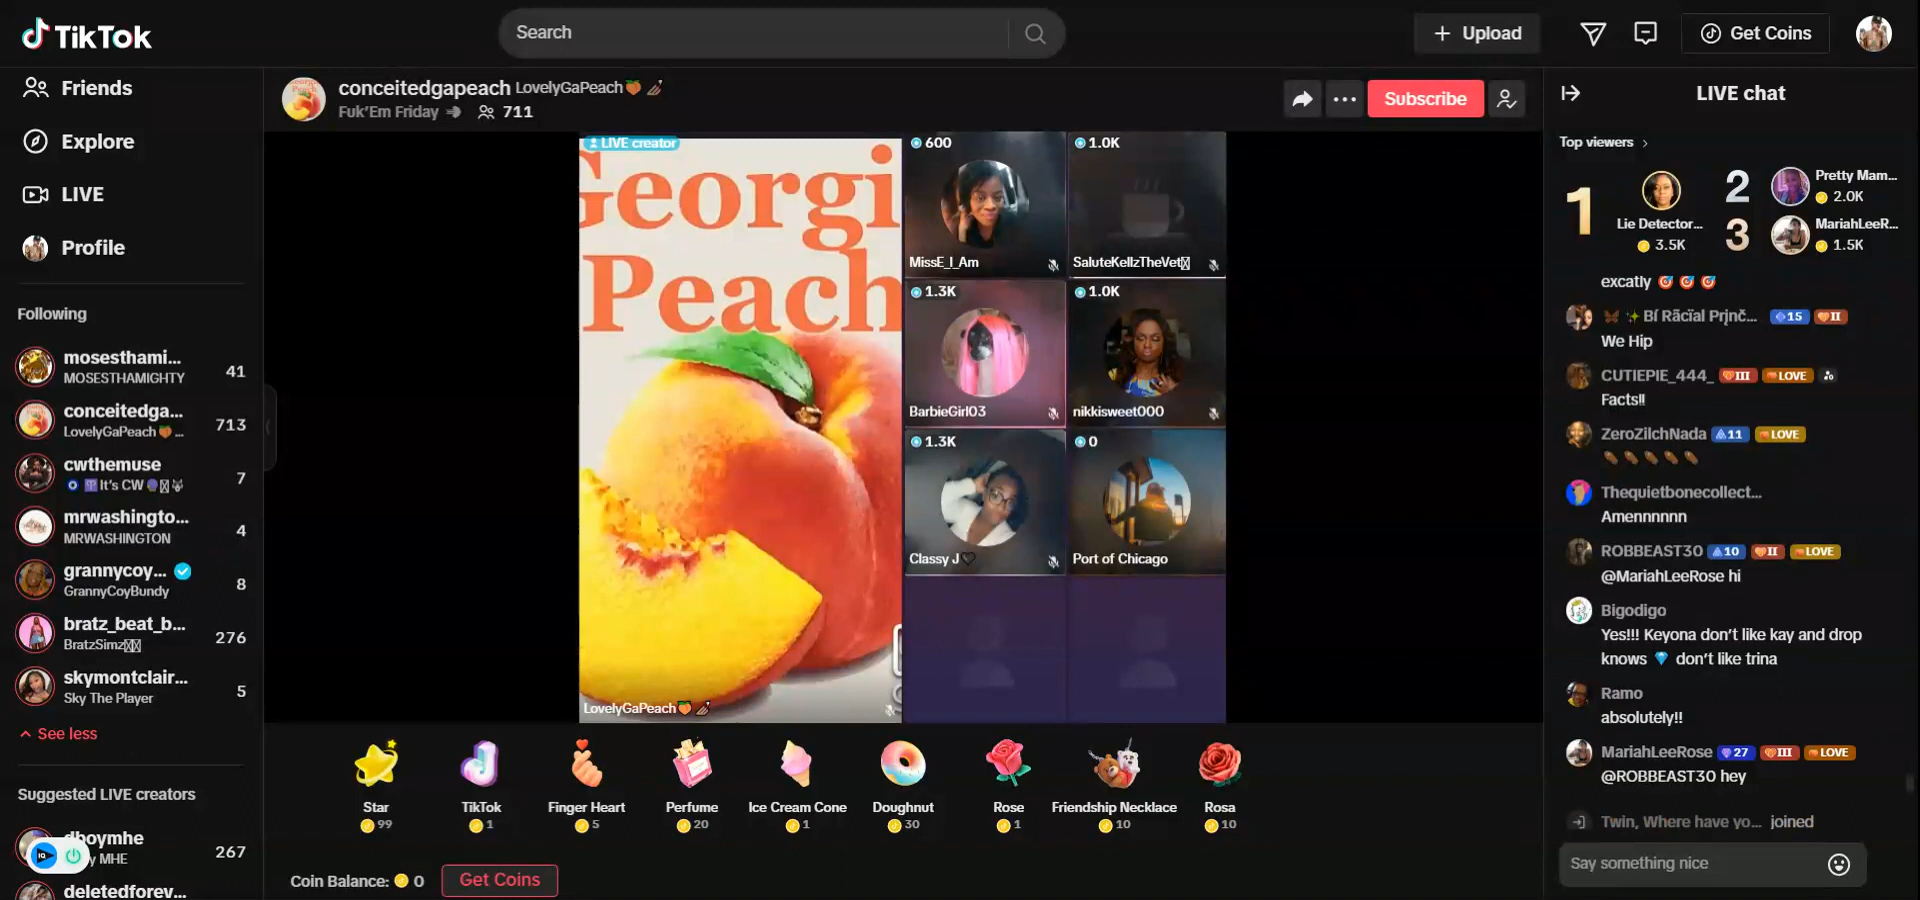 TikTok
Search
Upload
Get Coins
Friends
Explore
LIVE
Profile
Following
mosesthami...
MOSESTHAMIGHTY
41
conceitedga...
LovelyGaPeach🍑...
713
cwthemuse
It's CW
7
mrwashingto...
MRWASHINGTON
4
grannycoy...
GrannyCoyBundy
8
bratz_beat_b...
BratzSimz
276
skymontclair...
Sky The Player
5
See less
Suggested LIVE creators
dboymhe
y MHE
267
deletedforev...
conceitedgapeach LovelyGaPeach🍑
Fuk'Em Friday
711
Subscribe
LIVE creator
Georgi
Peach
LovelyGaPeach🍑
600
MissE_I_Am
1.0K
SaluteKellzTheVet
1.3K
BarbieGirl03
1.0K
nikkisweet000
1.3K
Classy J
0
Port of Chicago
Star
99
TikTok
1
Finger Heart
5
Perfume
20
Ice Cream Cone
1
Doughnut
30
Rose
1
Friendship Necklace
10
Rosa
10
Coin Balance: 0
Get Coins
LIVE chat
Top viewers
1
Lie Detector...
3.5K
2
Pretty Mam...
2.0K
3
MariahLeeR...
1.5K
excatly 🎯 🎯 🎯
15 II
We Hip
CUTIEPIE_444_ III LOVE
Facts!!
ZeroZilchNada 11 LOVE
Thequietbonecollect...
Amennnnnn
ROBBEAST30 10 II LOVE
@MariahLeeRose hi
Bigodigo
Yes!!! Keyona don't like kay and drop
knows 💎 don't like trina
Ramo
absolutely!!
MariahLeeRose 27 III LOVE
@ROBBEAST30 hey
Twin, Where have yo... joined
Say something nice